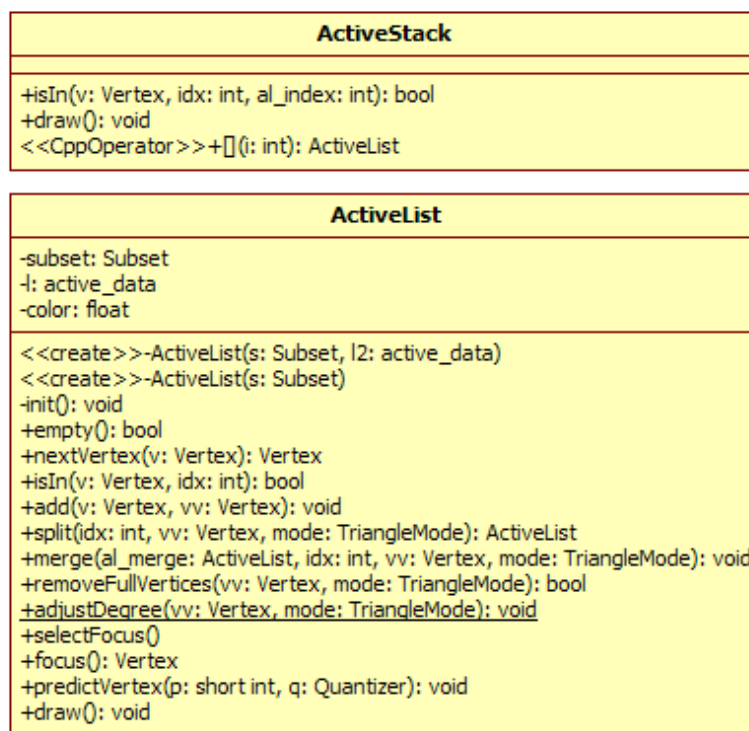 ActiveStack
+isIn(v: Vertex, idx: int, al_index: int): bool
+draw(): void
<<CppOperator>>+[](i: int): ActiveList
ActiveList
-subset: Subset
-l: active_data
-color: float
<<create>>-ActiveList(s: Subset, l2: active_data)
<<create>>-ActiveList(s: Subset)
-init(): void
+empty(): bool
+nextVertex(v: Vertex): Vertex
+isIn(v: Vertex, idx: int): bool
+add(v: Vertex, vv: Vertex): void
+split(idx: int, vv: Vertex, mode: TriangleMode): ActiveList
+merge(al_merge: ActiveList, idx: int, vv: Vertex, mode: TriangleMode): void
+removeFullVertices(vv: Vertex, mode: TriangleMode): bool
+adjustDegree(vv: Vertex, mode: TriangleMode): void
+selectFocus()
+focus(): Vertex
+predictVertex(p: short int, q: Quantizer): void
+draw(): void